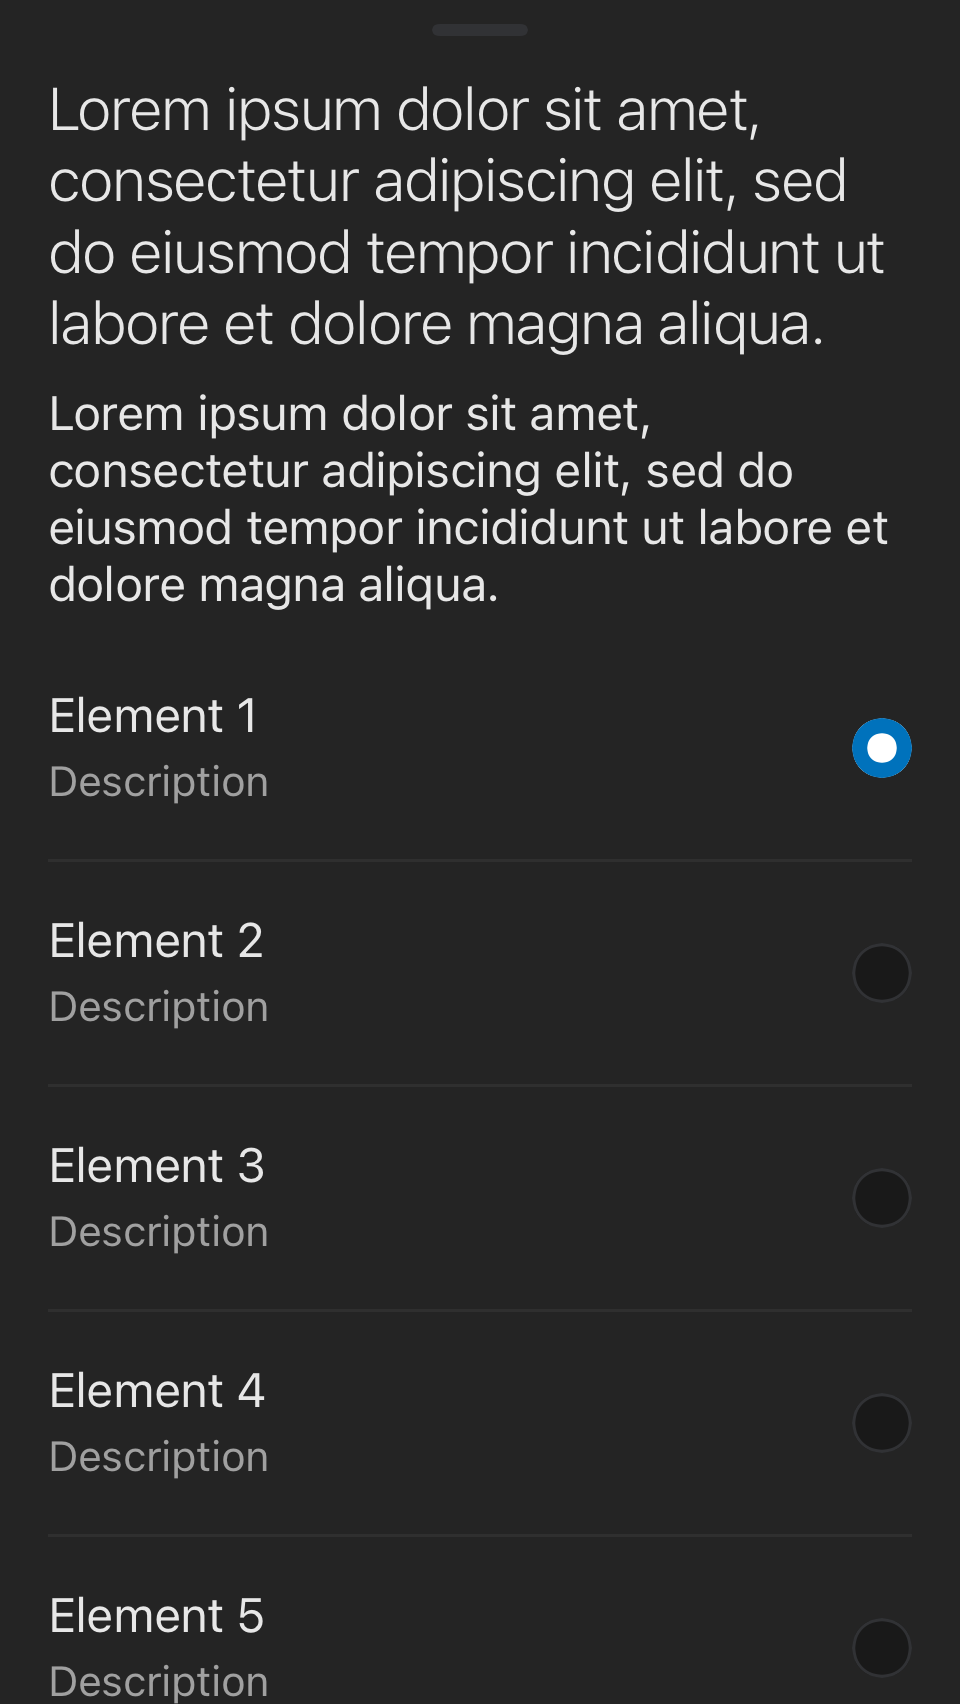 Lorem ipsum dolor sit amet,
consectetur adipiscing elit, sed
do eiusmod tempor incididunt ut
labore et dolore magna aliqua.
Lorem ipsum dolor sit amet,
consectetur adipiscing elit, sed do
eiusmod tempor incididunt ut labore et
dolore magna aliqua.
Element 1
Description
Element 2
Description
Element 3
Description
Element 4
Description
Element 5
Description